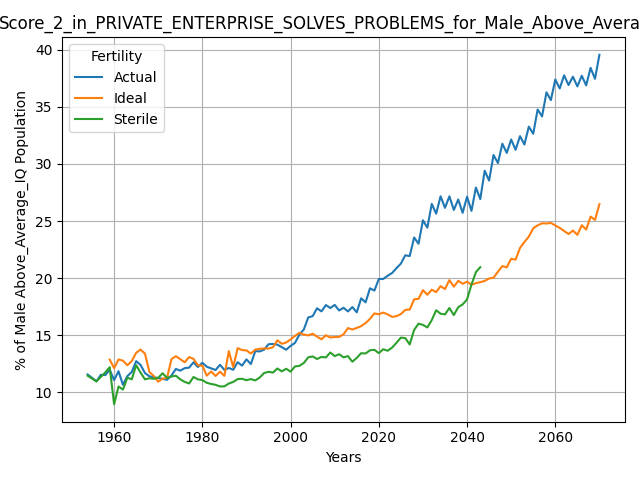 Score_2_in_PRIVATE_ENTERPRISE_SOLVES_PROBLEMS_for_Male_Above_Avera
Fertility
Actual
Ideal
Sterile
% of Male Above_Average_IQ Population
40
35
30
25
20
15
10
1960 1980 2000 2020 2040 2060
Years